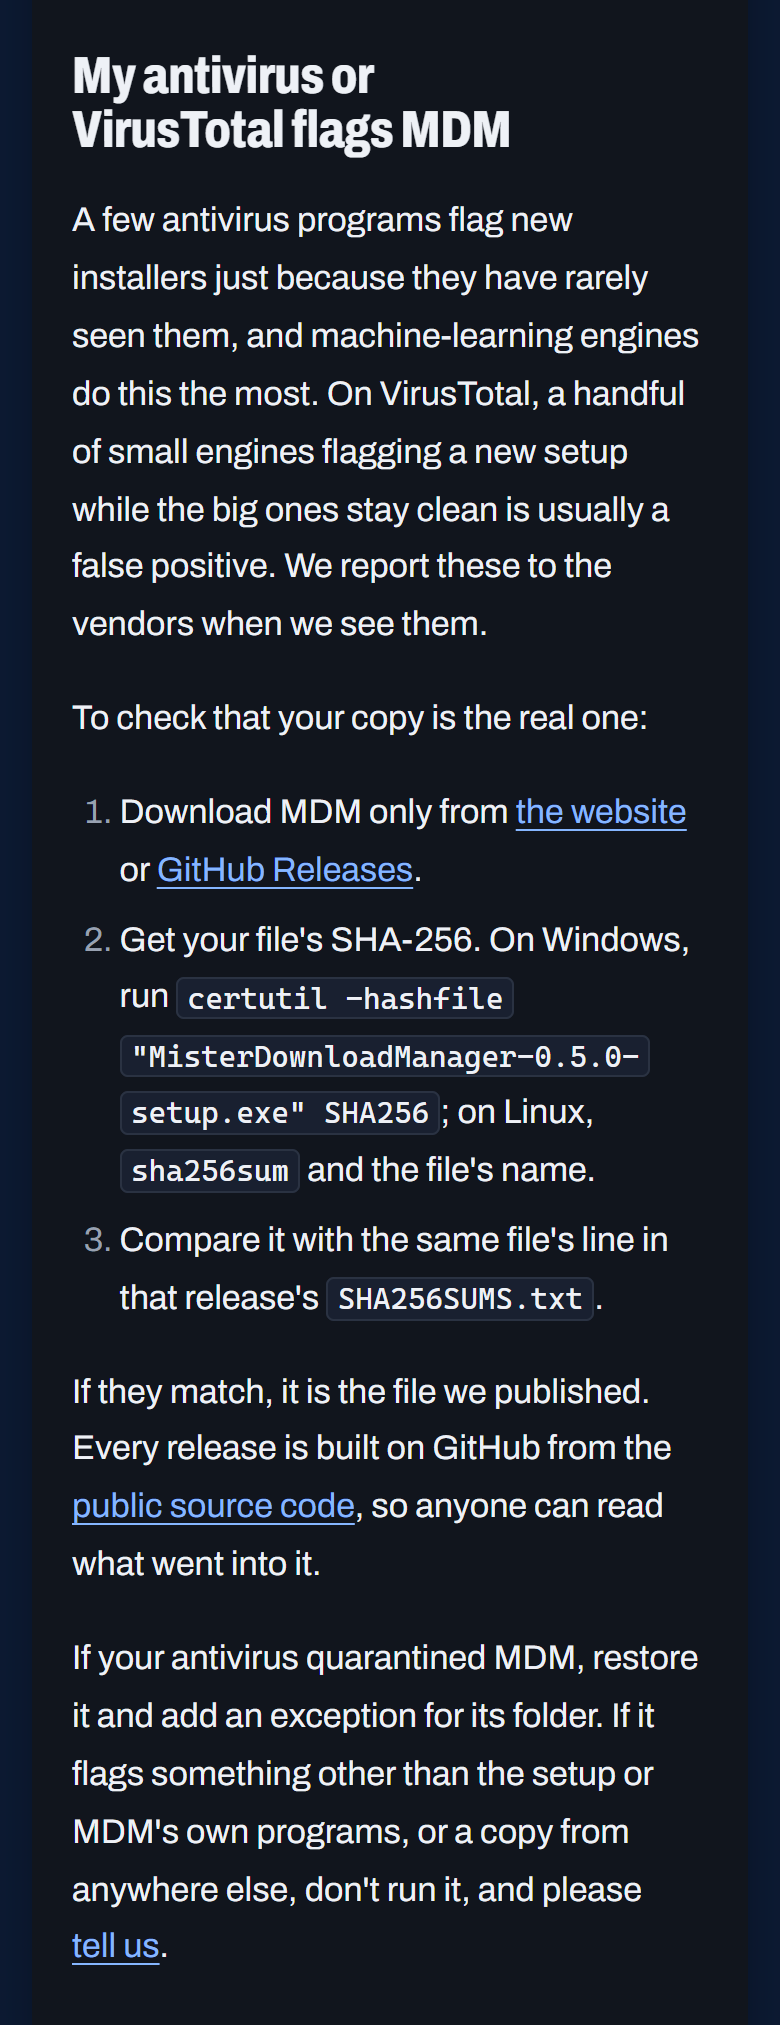 My antivirus or
VirusTotal flags MDM
A few antivirus programs flag new
installers just because they have rarely
seen them, and machine-learning engines
do this the most. On VirusTotal, a handful
of small engines flagging a new setup
while the big ones stay clean is usually a
false positive. We report these to the
vendors when we see them.
To check that your copy is the real one:
1. Download MDM only from the website
or GitHub Releases.
2. Get your file's SHA-256. On Windows,
run certutil -hashfile
"MisterDownloadManager-0.5.0-
setup.exe" SHA256; on Linux,
sha256sum and the file's name.
3. Compare it with the same file's line in
that release's SHA256SUMS.txt.
If they match, it is the file we published.
Every release is built on GitHub from the
public source code, so anyone can read
what went into it.
If your antivirus quarantined MDM, restore
it and add an exception for its folder. If it
flags something other than the setup or
MDM's own programs, or a copy from
anywhere else, don't run it, and please
tell us.